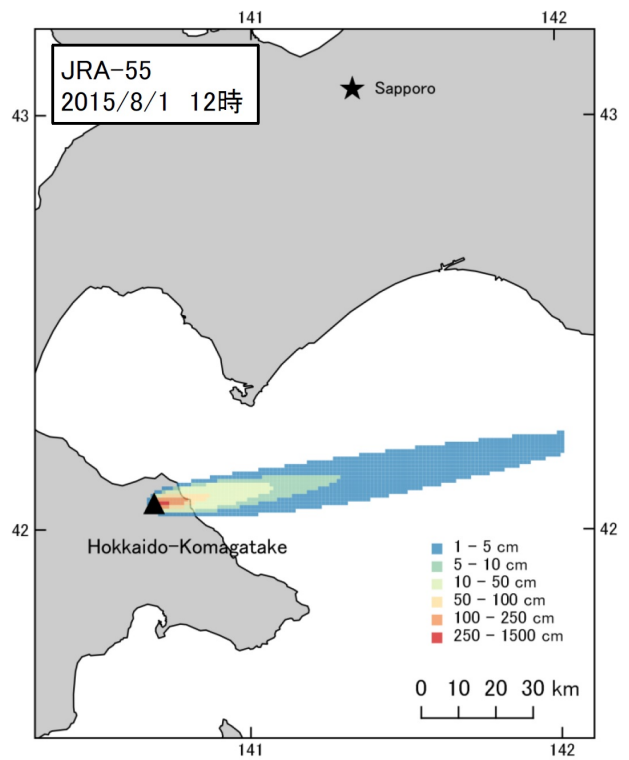 141 142
JRA-55
2015/8/1 12時
Sapporo
43 43
42 42
Hokkaido-Komagatake
1 - 5 cm
5 - 10 cm
10 - 50 cm
50 - 100 cm
100 - 250 cm
250 - 1500 cm
0 10 20 30 km
141 142